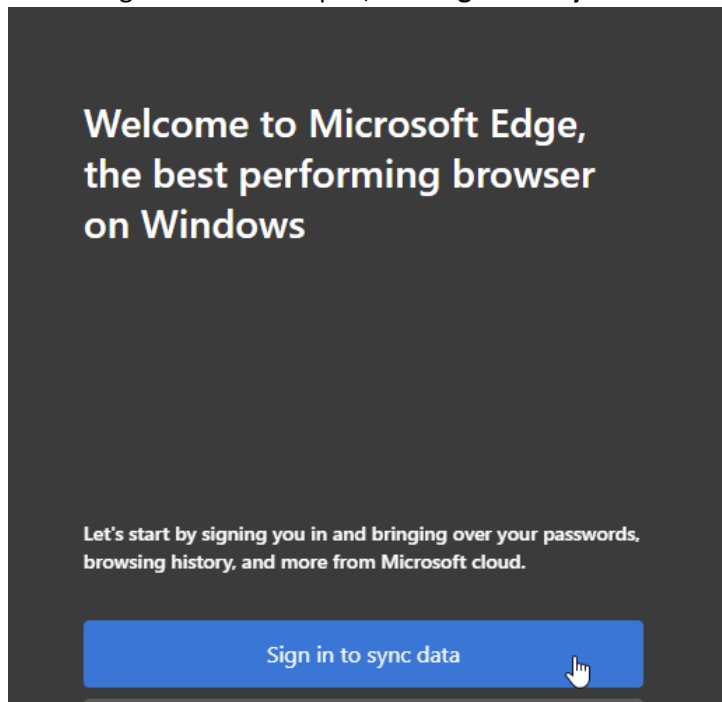 Welcome to Microsoft Edge,
the best performing browser
on Windows
Let's start by signing you in and bringing over your passwords,
browsing history, and more from Microsoft cloud.
Sign in to sync data